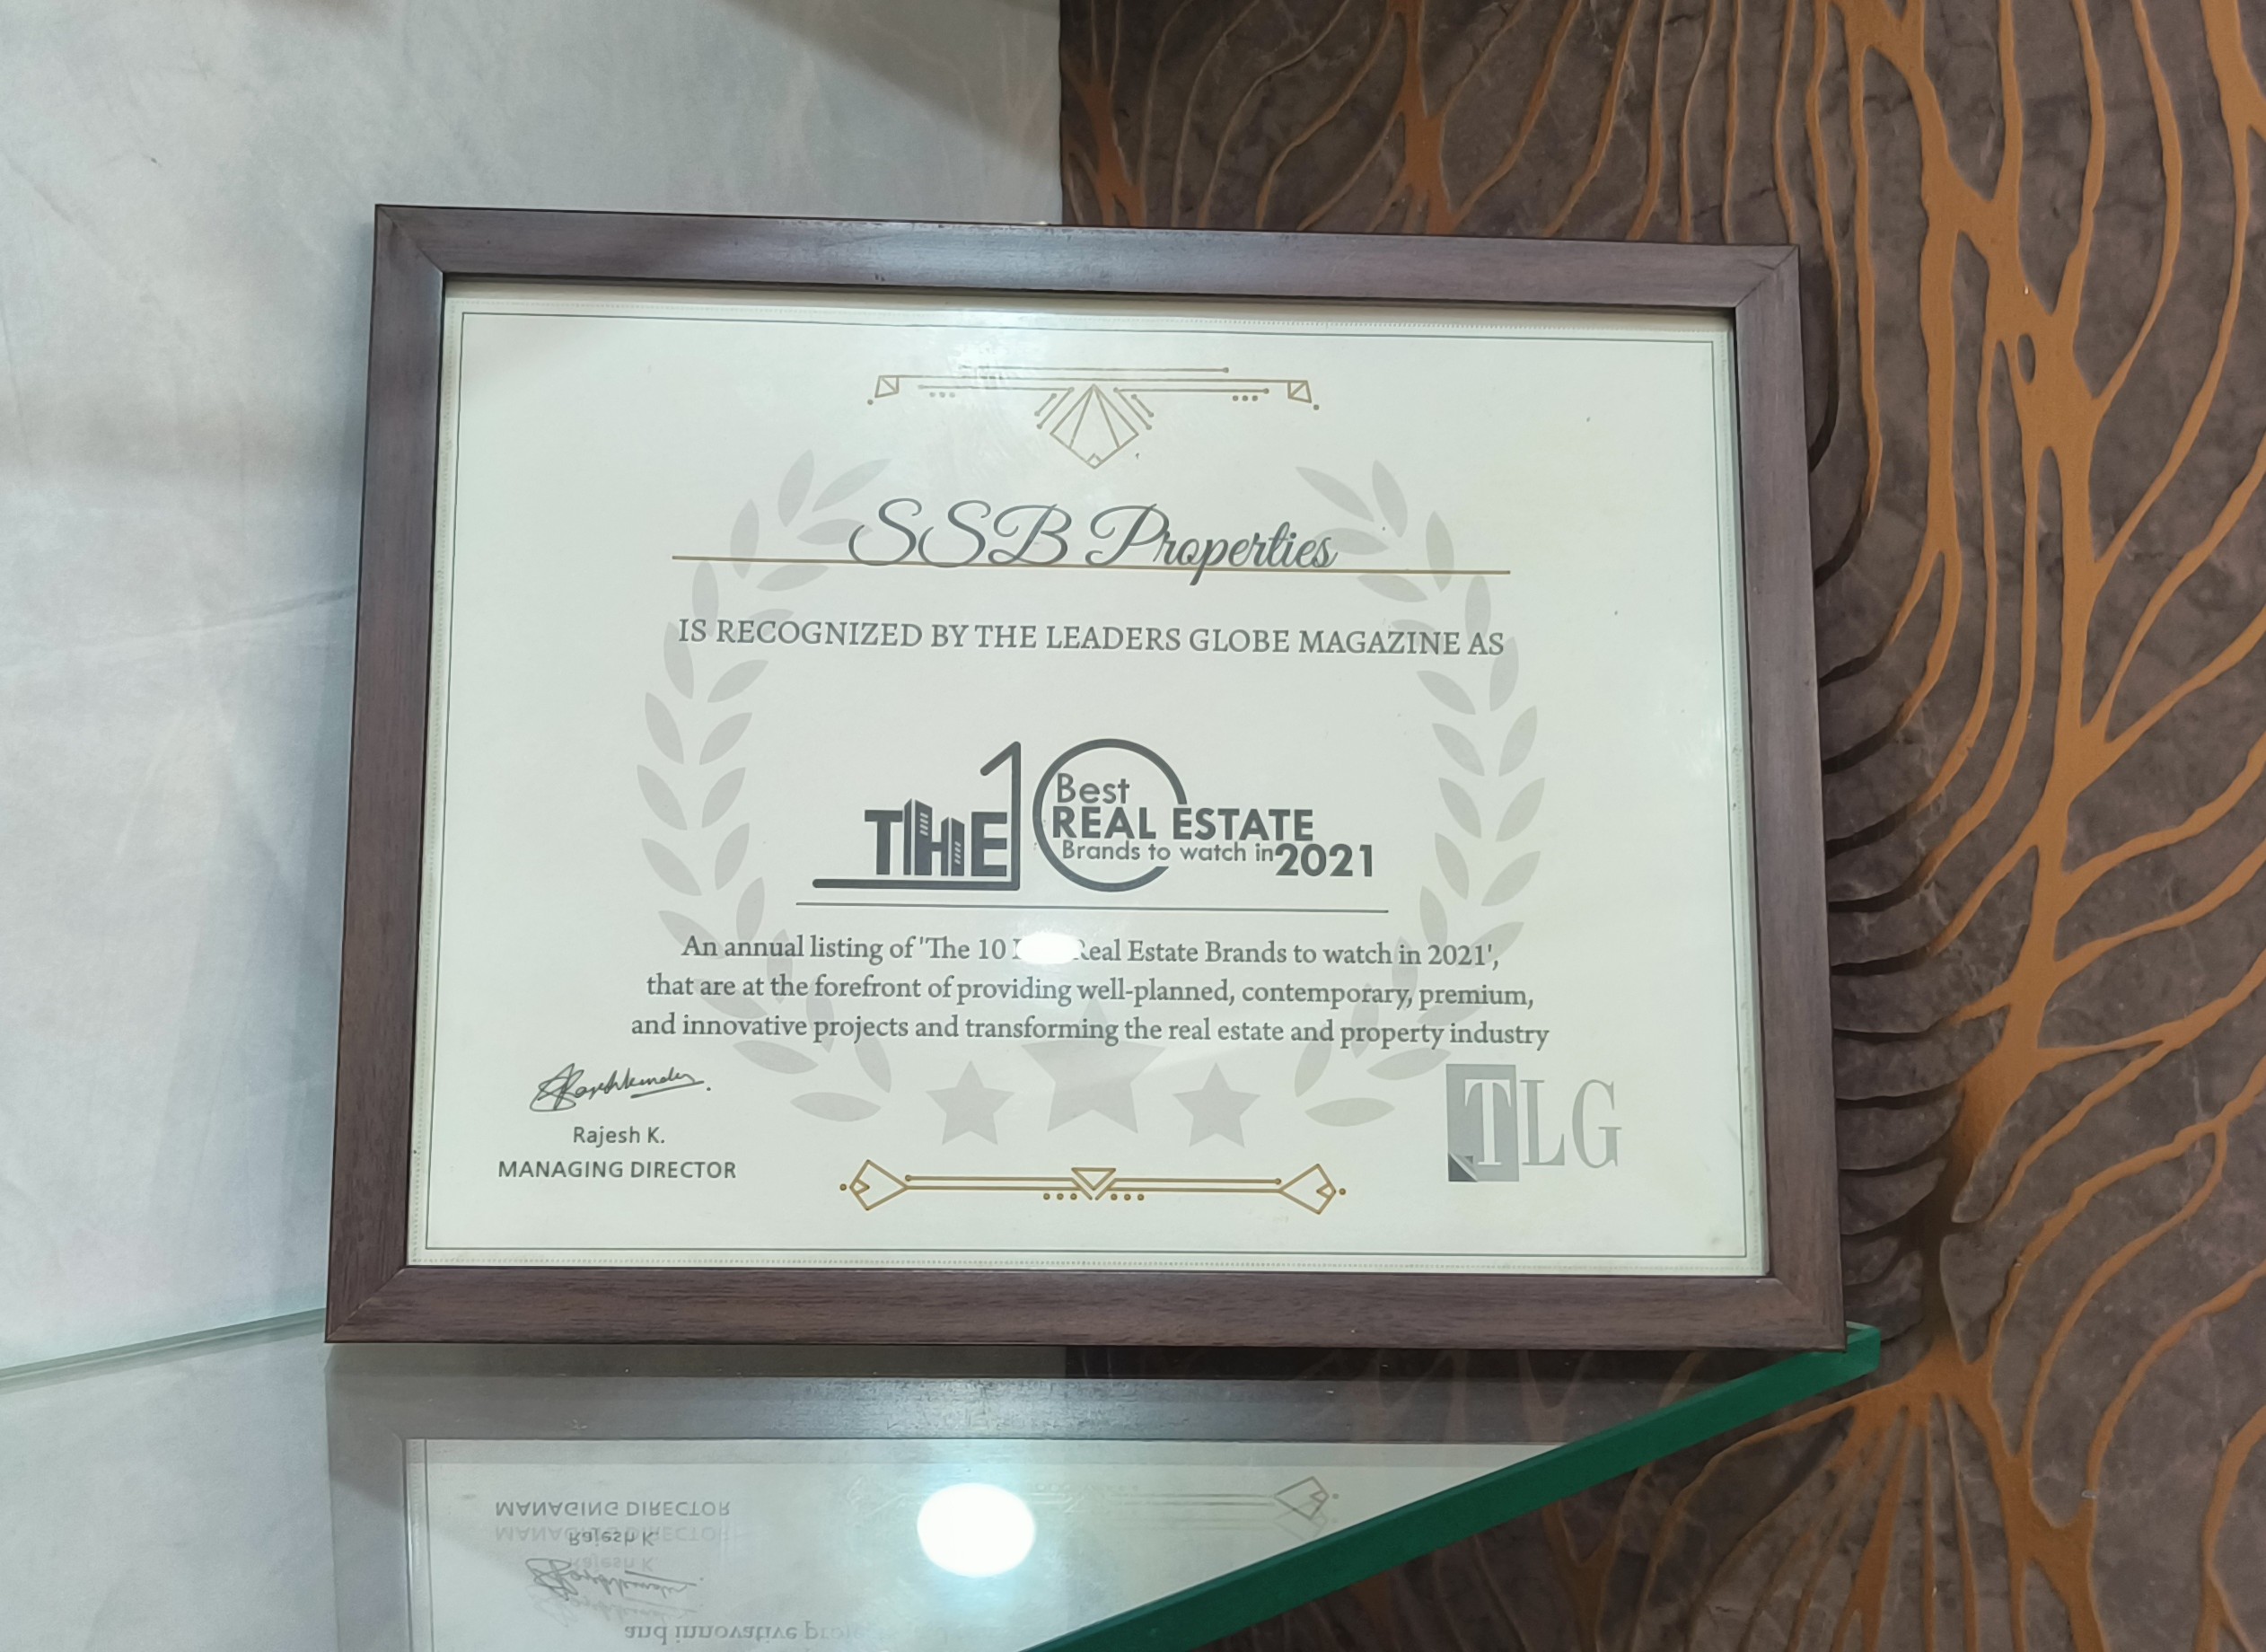 SSB Properties
IS RECOGNIZED BY THE LEADERS GLOBE MAGAZINE AS
THE 10 Best
REAL ESTATE
Brands to watch in 2021
An annual listing of 'The 10 Real Estate Brands to watch in 2021',
that are at the forefront of providing well-planned, contemporary, premium,
and innovative projects and transforming the real estate and property industry
Rajesh K.
MANAGING DIRECTOR
TLG